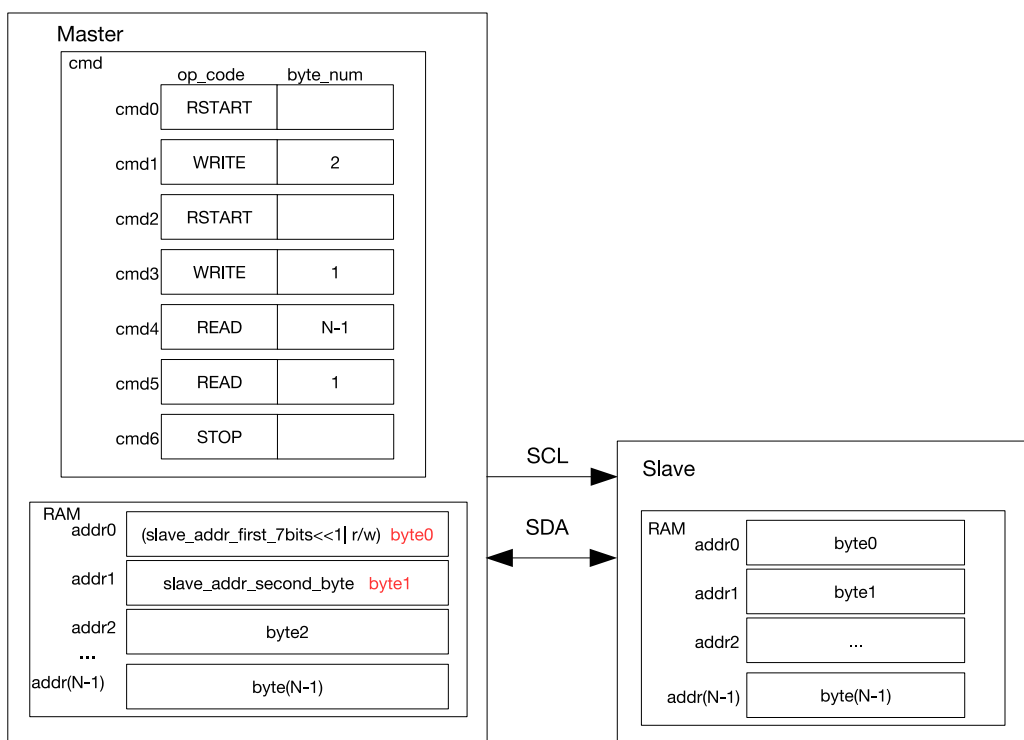 Master
cmd
op_code byte_num
cmd0 RSTART
cmd1 WRITE 2
cmd2 RSTART
cmd3 WRITE 1
cmd4 READ N-1
cmd5 READ 1
cmd6 STOP
RAM
addr0 (slave_addr_first_7bits<<1| r/w) byte0
addr1 slave_addr_second_byte byte1
addr2 byte2
...
addr(N-1) byte(N-1)
SCL
SDA
Slave
RAM
addr0 byte0
addr1 byte1
addr2 ...
addr(N-1) byte(N-1)